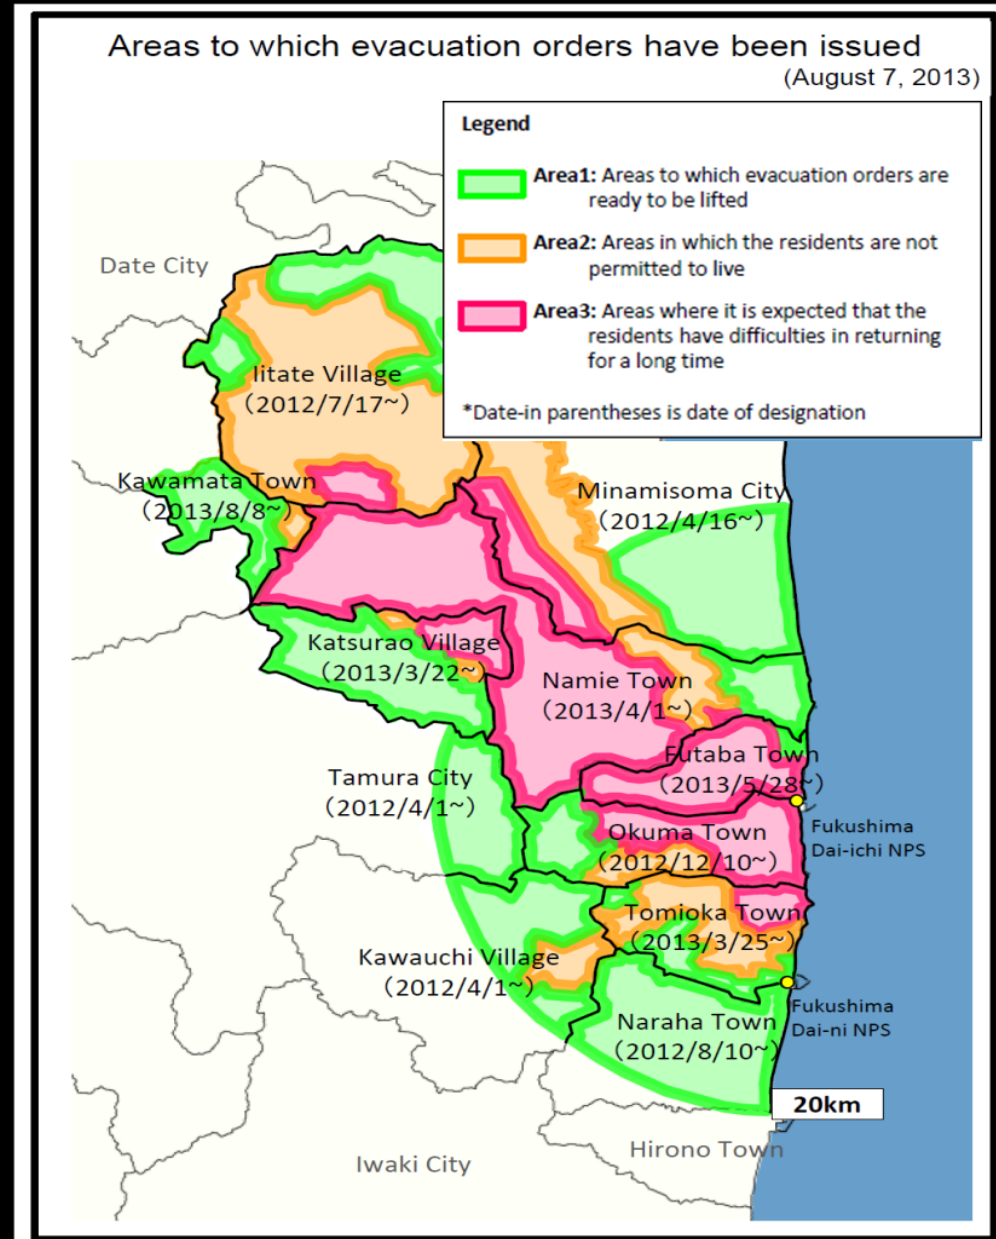 Areas to which evacuation orders have been issued
(August 7, 2013)
Legend
Area1: Areas to which evacuation orders are
ready to be lifted
Area2: Areas in which the residents are not
permitted to live
Area3: Areas where it is expected that the
residents have difficulties in returning
for a long time
*Date-in parentheses is date of designation
Date City
Iitate Village
(2012/7/17~)
Kawamata Town
(2013/8/8~)
Minamisoma City
(2012/4/16~)
Katsurao Village
(2013/3/22~)
Namie Town
(2013/4/1~)
Futaba Town
(2013/5/28~)
Tamura City
(2012/4/1~)
Fukushima
Dai-ichi NPS
Okuma Town
(2012/12/10~)
Tomioka Town
(2013/3/25~)
Kawauchi Village
(2012/4/1~)
Fukushima
Dai-ni NPS
Naraha Town
(2012/8/10~)
20km
Hirono Town
Iwaki City